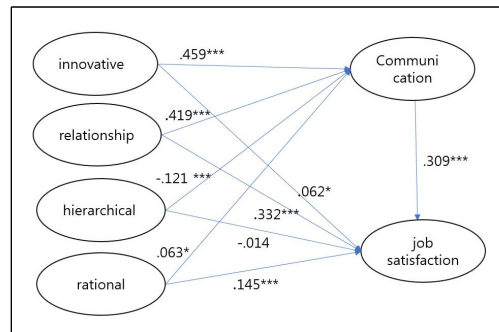 innovative
.459***
Communi
cation
relationship
.419***
-.121 ***
.309***
.062*
hierarchical
.332***
-.014
.063*
job
satisfaction
rational
.145***